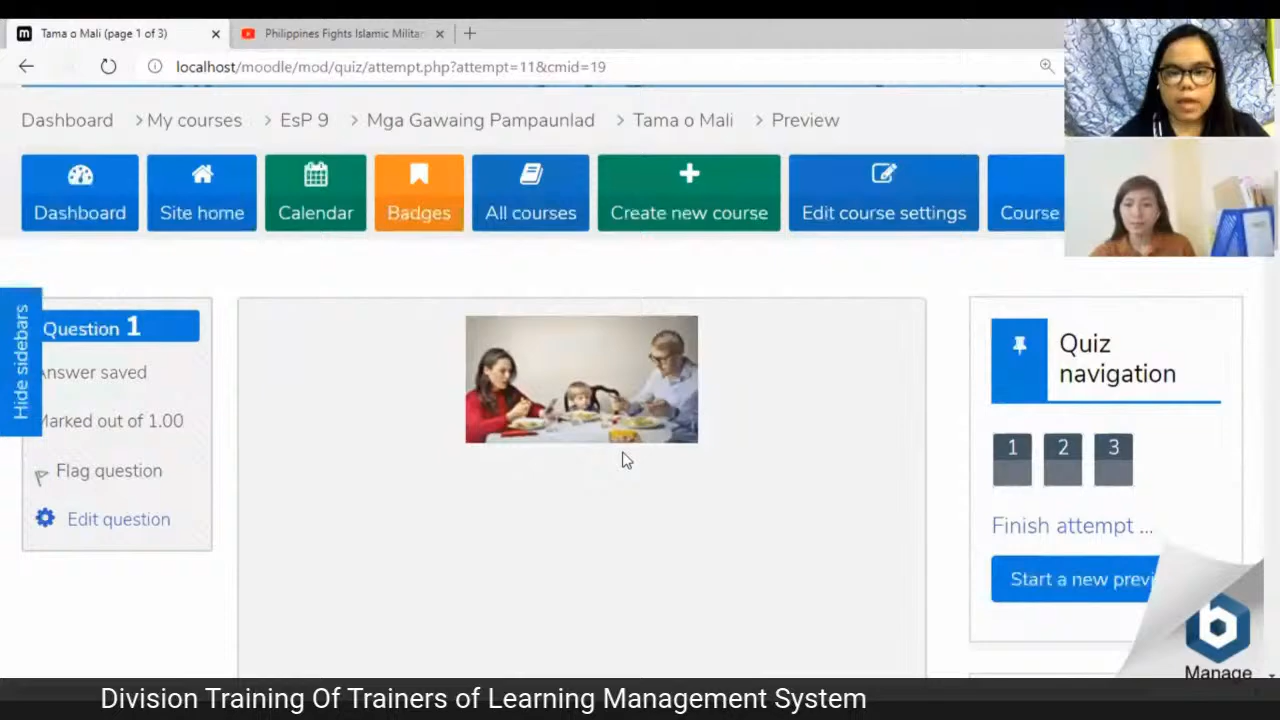 Tama o Mali (page 1 of 3)
Philippines Fights Islamic Milita
localhost/moodle/mod/quiz/attempt.php?attempt=11&cmid=19
Dashboard > My courses > EsP 9 > Mga Gawaing Pampaunlad > Tama o Mali > Preview
Dashboard
Site home
Calendar
Badges
All courses
Create new course
Edit course settings
Course
Hide sidebars
Question 1
Answer saved
Marked out of 1.00
Flag question
Edit question
Quiz
navigation
1 2 3
Finish attempt ...
Start a new previ
Manage
Division Training Of Trainers of Learning Management System